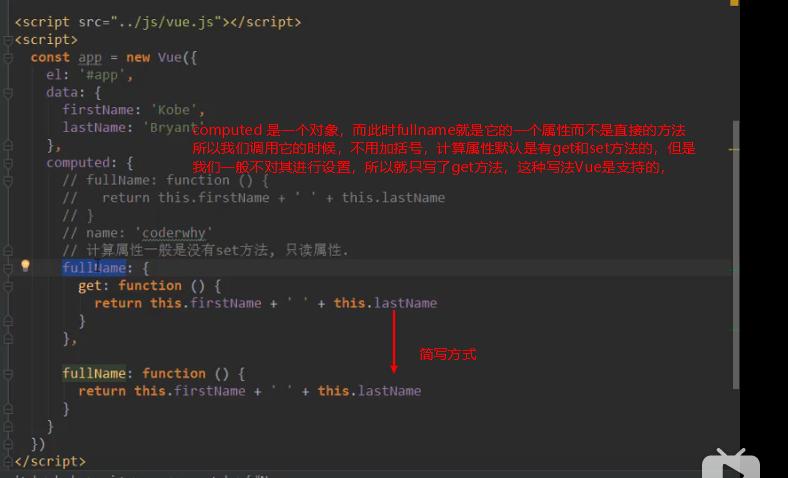 <script src="../js/vue.js"></script>
<script>
const app = new Vue({
el: '#app',
data: {
firstName: 'Kobe',
lastName: 'Bryant'
computed 是一个对象，而此时fullname就是它的一个属性而不是直接的方法
所以我们调用它的时候，不用加括号，计算属性默认是有get和set方法的，但是
我们一般不对其进行设置，所以就只写了get方法，这种写法Vue是支持的，
},
computed: {
// fullName: function () {
//   return this.firstName + ' ' + this.lastName
// }
// name: 'coderwhy'
// 计算属性一般是没有set方法, 只读属性.
fullName: {
get: function () {
return this.firstName + ' ' + this.lastName
}
},
简写方式
fullName: function () {
return this.firstName + ' ' + this.lastName
}
}
})
</script>